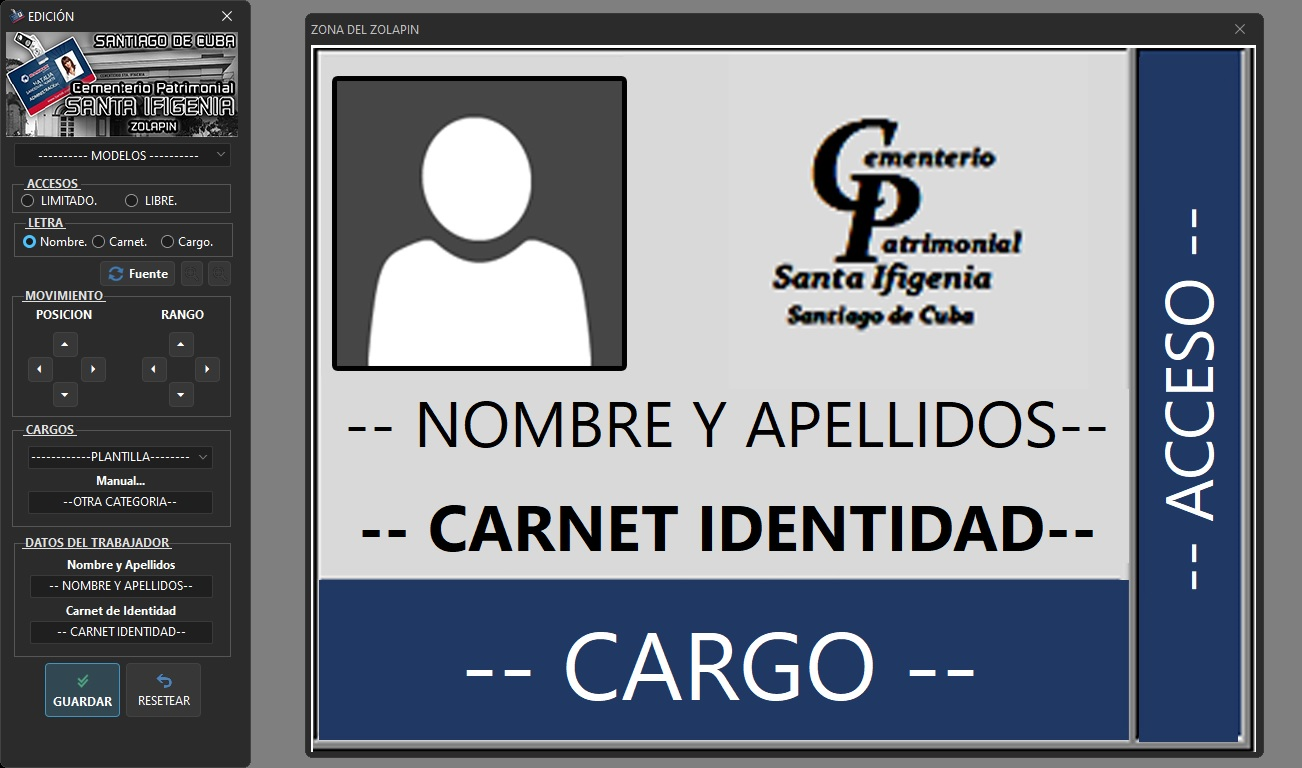 EDICIÓN
SANTIAGO DE CUBA
NATALIA
Cementerio Patrimonial
SANTA IFIGENIA
ZOLAPIN
---------- MODELOS ----------
ACCESOS
LIMITADO.
LIBRE.
LETRA
Nombre.
Carnet.
Cargo.
Fuente
MOVIMIENTO
POSICION
RANGO
CARGOS
------------PLANTILLA--------
Manual...
--OTRA CATEGORIA--
DATOS DEL TRABAJADOR
Nombre y Apellidos
-- NOMBRE Y APELLIDOS--
Carnet de Identidad
-- CARNET IDENTIDAD--
GUARDAR
RESETEAR
ZONA DEL ZOLAPIN
Cementerio
Patrimonial
Santa Ifigenia
Santiago de Cuba
-- NOMBRE Y APELLIDOS--
-- CARNET IDENTIDAD--
-- CARGO --
-- ACCESO --